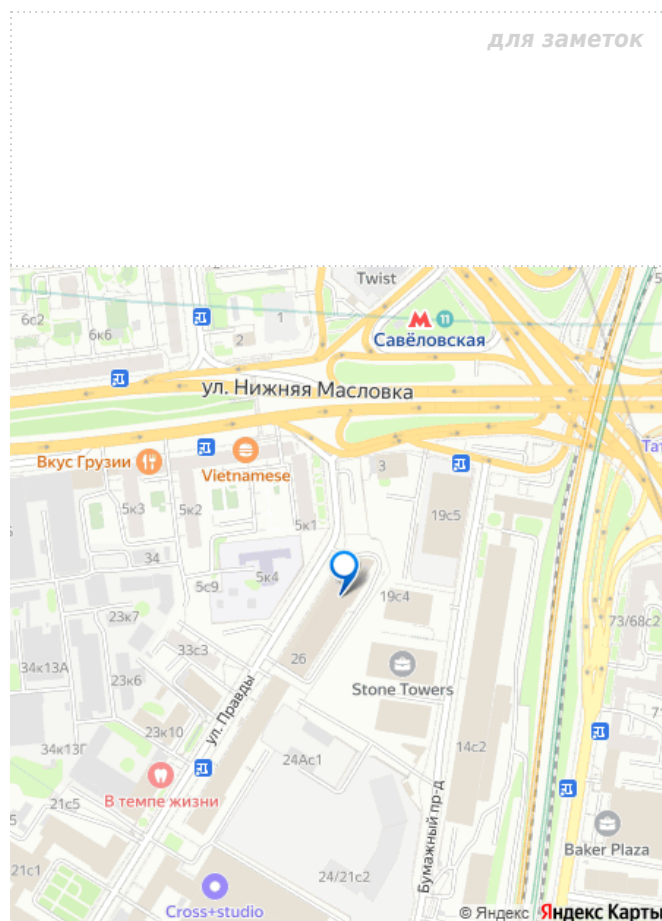 для заметок
Twist
6с2
6к6
2
1
11
Савёловская
ул. Нижняя Масловка
Вкус Грузии
Vietnamese
3
5к3
5к2
5к1
19с5
34
5с9
5к4
23к7
19с4
73/68с2
33с3
26
34к13А
23к6
Stone Towers
ул. Правды
23к10
34к13Г
24Ас1
14с2
В темпе жизни
21с5
Бумажный пр-д
Baker Plaza
21с1
24/21с2
Cross+studio
© Яндекс Яндекс Карты